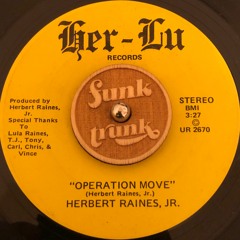 Her-Lu
RECORDS
Produced by
Herbert Raines,
Jr.
Special Thanks
To
Lula Raines,
T.J., Tony,
Carl, Chris, &
Vince
funk
trunk
STEREO
BMI
3:27
©
UR 2670
"OPERATION MOVE"
(Herbert Raines, Jr.)
HERBERT RAINES, JR.